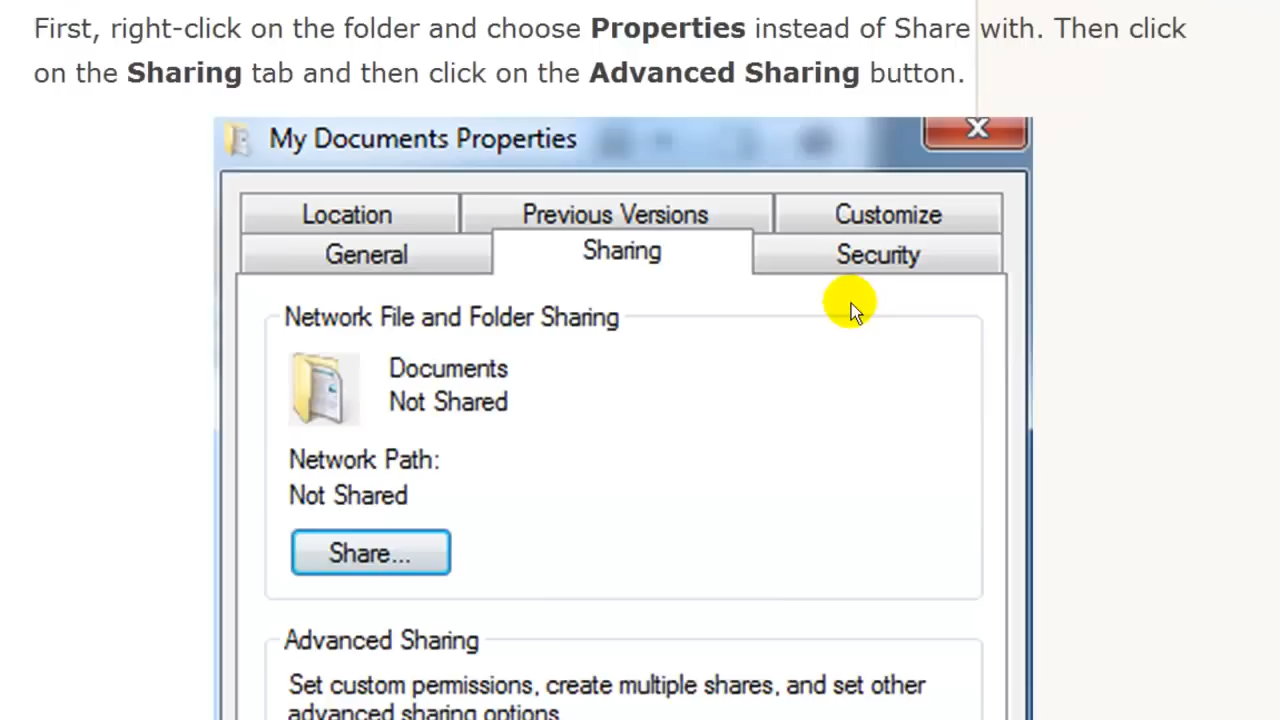 First, right-click on the folder and choose Properties instead of Share with. Then click
on the Sharing tab and then click on the Advanced Sharing button.
My Documents Properties
X
Location Previous Versions Customize
General Sharing Security
Network File and Folder Sharing
Documents
Not Shared
Network Path:
Not Shared
Share...
Advanced Sharing
Set custom permissions, create multiple shares, and set other
advanced sharing options.